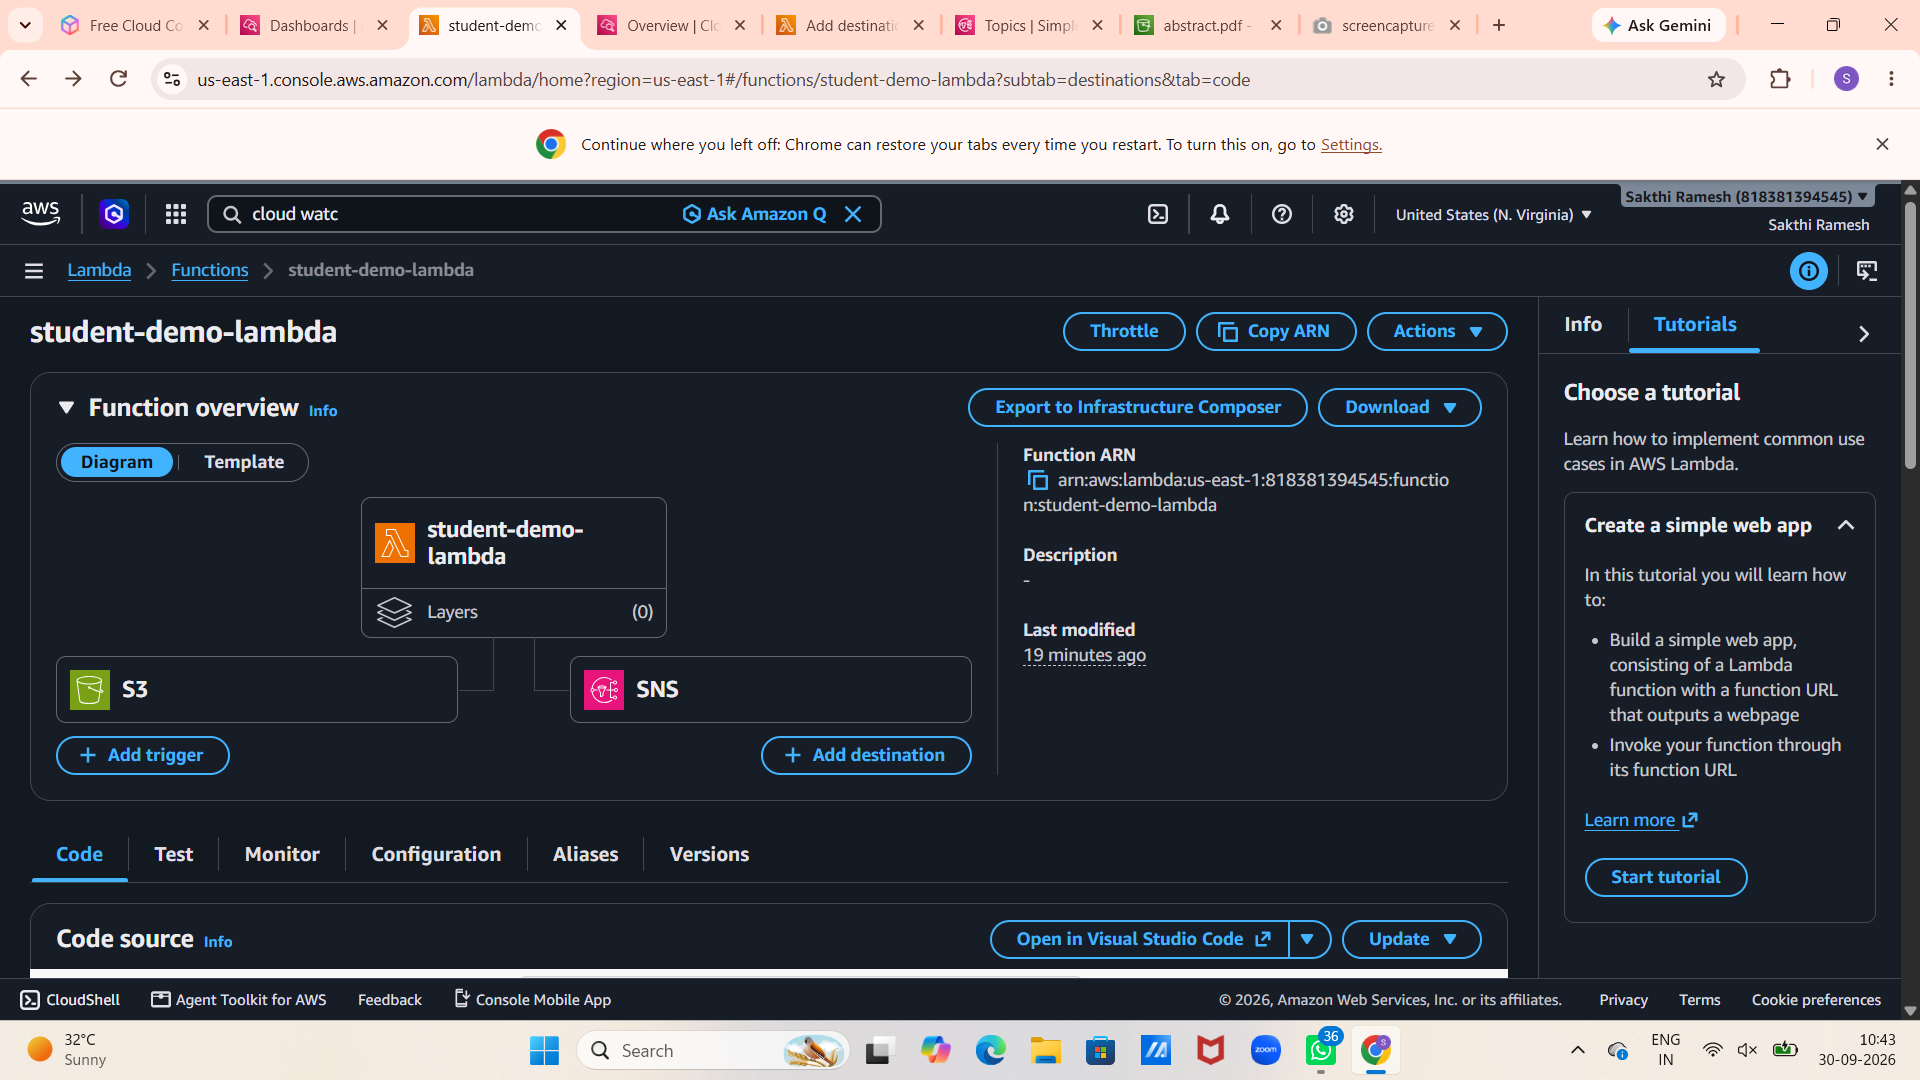 Free Cloud Co
Dashboards |
student-demo
Overview | Clo
Add destinatio
Topics | Simple
abstract.pdf -
screencapture
Ask Gemini
us-east-1.console.aws.amazon.com/lambda/home?region=us-east-1#/functions/student-demo-lambda?subtab=destinations&tab=code
S
Continue where you left off: Chrome can restore your tabs every time you restart. To turn this on, go to Settings.
aws
cloud watc
Ask Amazon Q
United States (N. Virginia)
Sakthi Ramesh (818381394545)
Sakthi Ramesh
Lambda
Functions
student-demo-lambda
student-demo-lambda
Throttle
Copy ARN
Actions
Function overview
Info
Export to Infrastructure Composer
Download
Diagram
Template
student-demo-
lambda
Layers
(0)
S3
SNS
Add trigger
Add destination
Function ARN
arn:aws:lambda:us-east-1:818381394545:functio
n:student-demo-lambda
Description
-
Last modified
19 minutes ago
Code
Test
Monitor
Configuration
Aliases
Versions
Code source
Info
Open in Visual Studio Code
Update
Info
Tutorials
Choose a tutorial
Learn how to implement common use
cases in AWS Lambda.
Create a simple web app
In this tutorial you will learn how
to:
• Build a simple web app,
consisting of a Lambda
function with a function URL
that outputs a webpage
• Invoke your function through
its function URL
Learn more
Start tutorial
CloudShell
Agent Toolkit for AWS
Feedback
Console Mobile App
© 2026, Amazon Web Services, Inc. or its affiliates.
Privacy
Terms
Cookie preferences
32°C
Sunny
Search
zoom
36
S
ENG
IN
10:43
30-09-2026